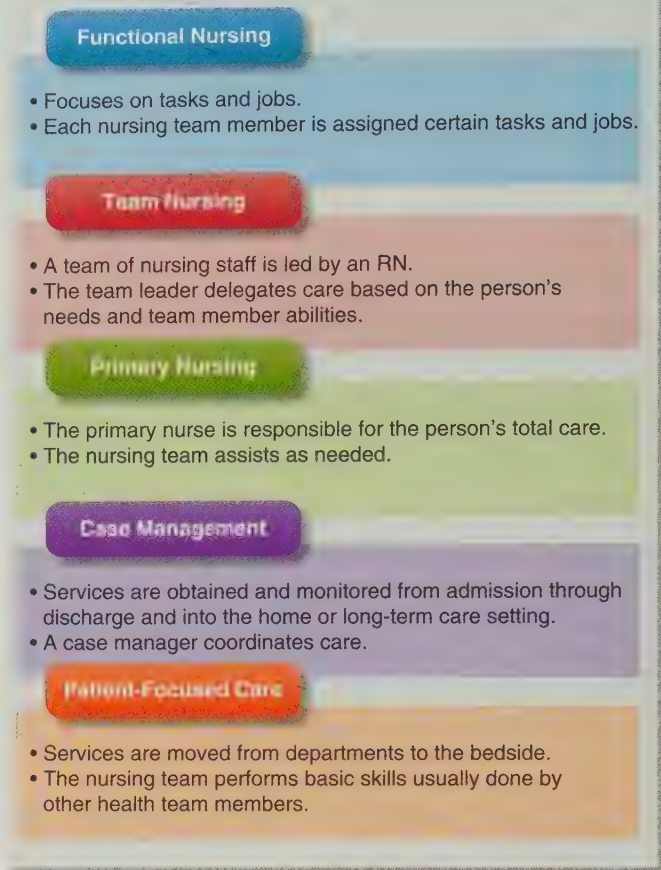 Functional Nursing
• Focuses on tasks and jobs.
• Each nursing team member is assigned certain tasks and jobs.
Team Nursing
• A team of nursing staff is led by an RN.
• The team leader delegates care based on the person's
needs and team member abilities.
Primary Nursing
• The primary nurse is responsible for the person's total care.
• The nursing team assists as needed.
Case Management
• Services are obtained and monitored from admission through
discharge and into the home or long-term care setting.
• A case manager coordinates care.
Patient-Focused Care
• Services are moved from departments to the bedside.
• The nursing team performs basic skills usually done by
other health team members.